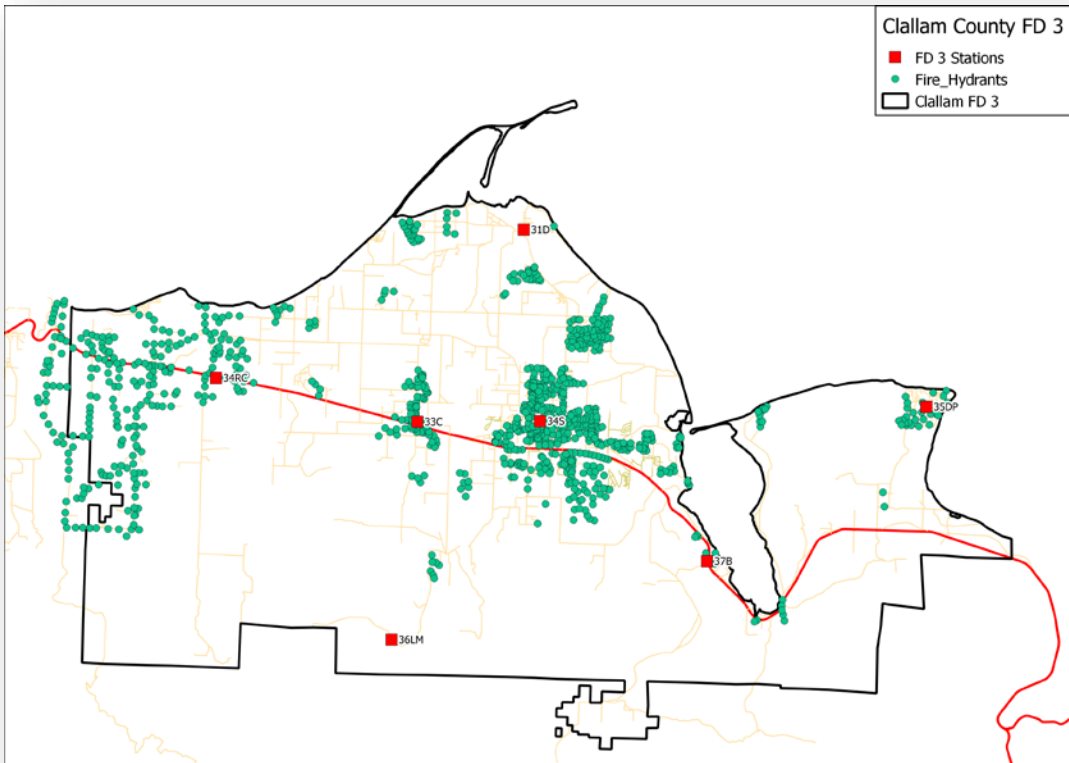 Clallam County FD 3
FD 3 Stations
Fire_Hydrants
Clallam FD 3
31D
34RC
33C
34S
35DP
37B
36LM